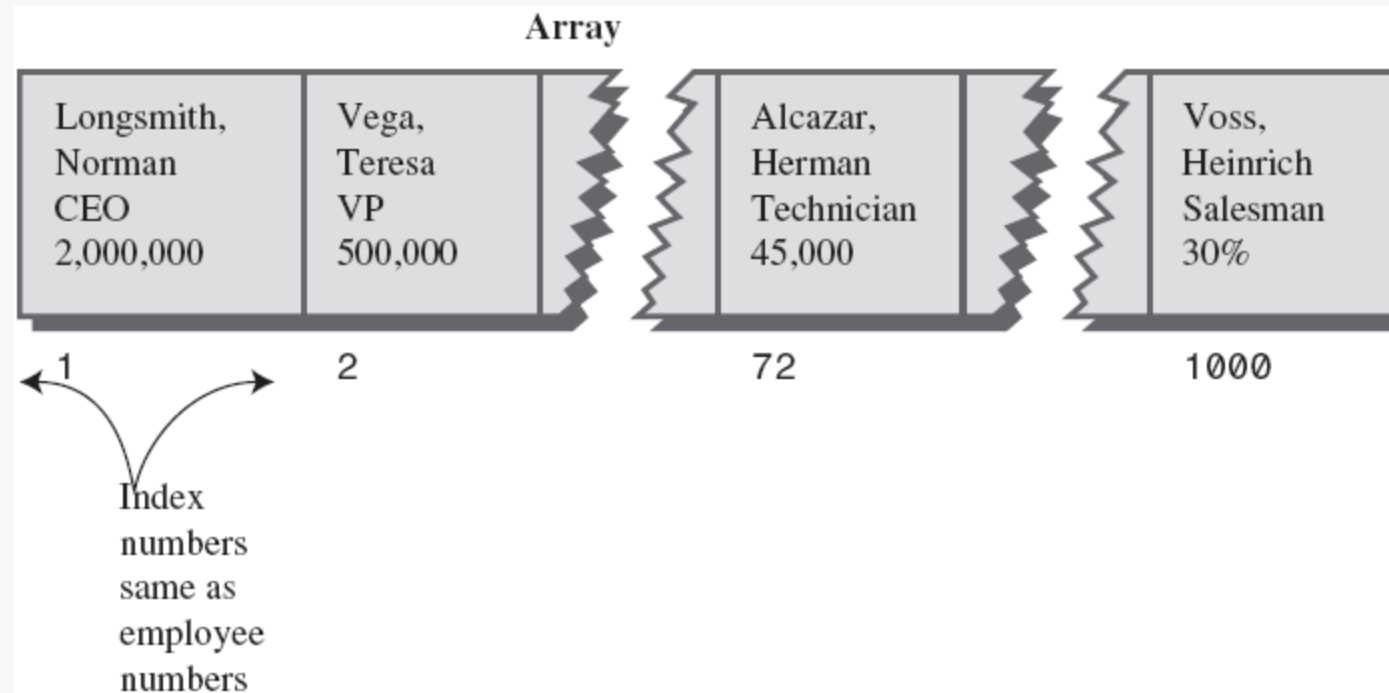 Array
Longsmith,
Norman
CEO
2,000,000
Vega,
Teresa
VP
500,000
Alcazar,
Herman
Technician
45,000
Voss,
Heinrich
Salesman
30%
1
2
72
1000
Index
numbers
same as
employee
numbers